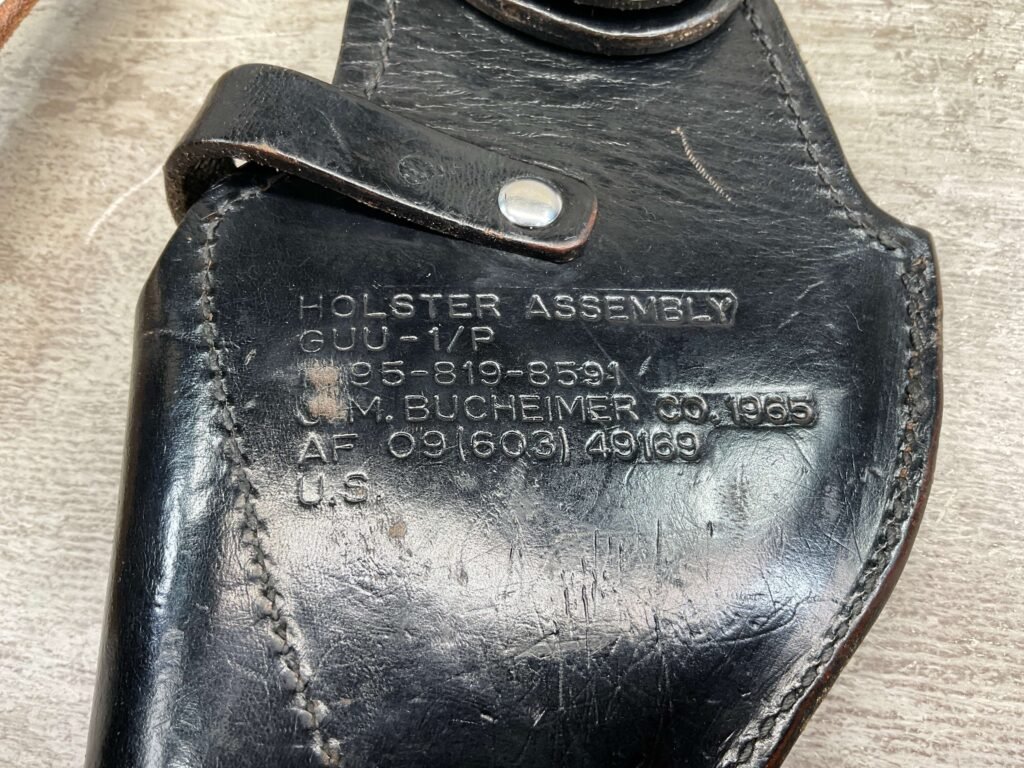 HOLSTER ASSEMBLY
GUU-1/P
95-819-8591
J.M. BUCHEIMER CO. 1965
AF 09(603) 49169
U.S.